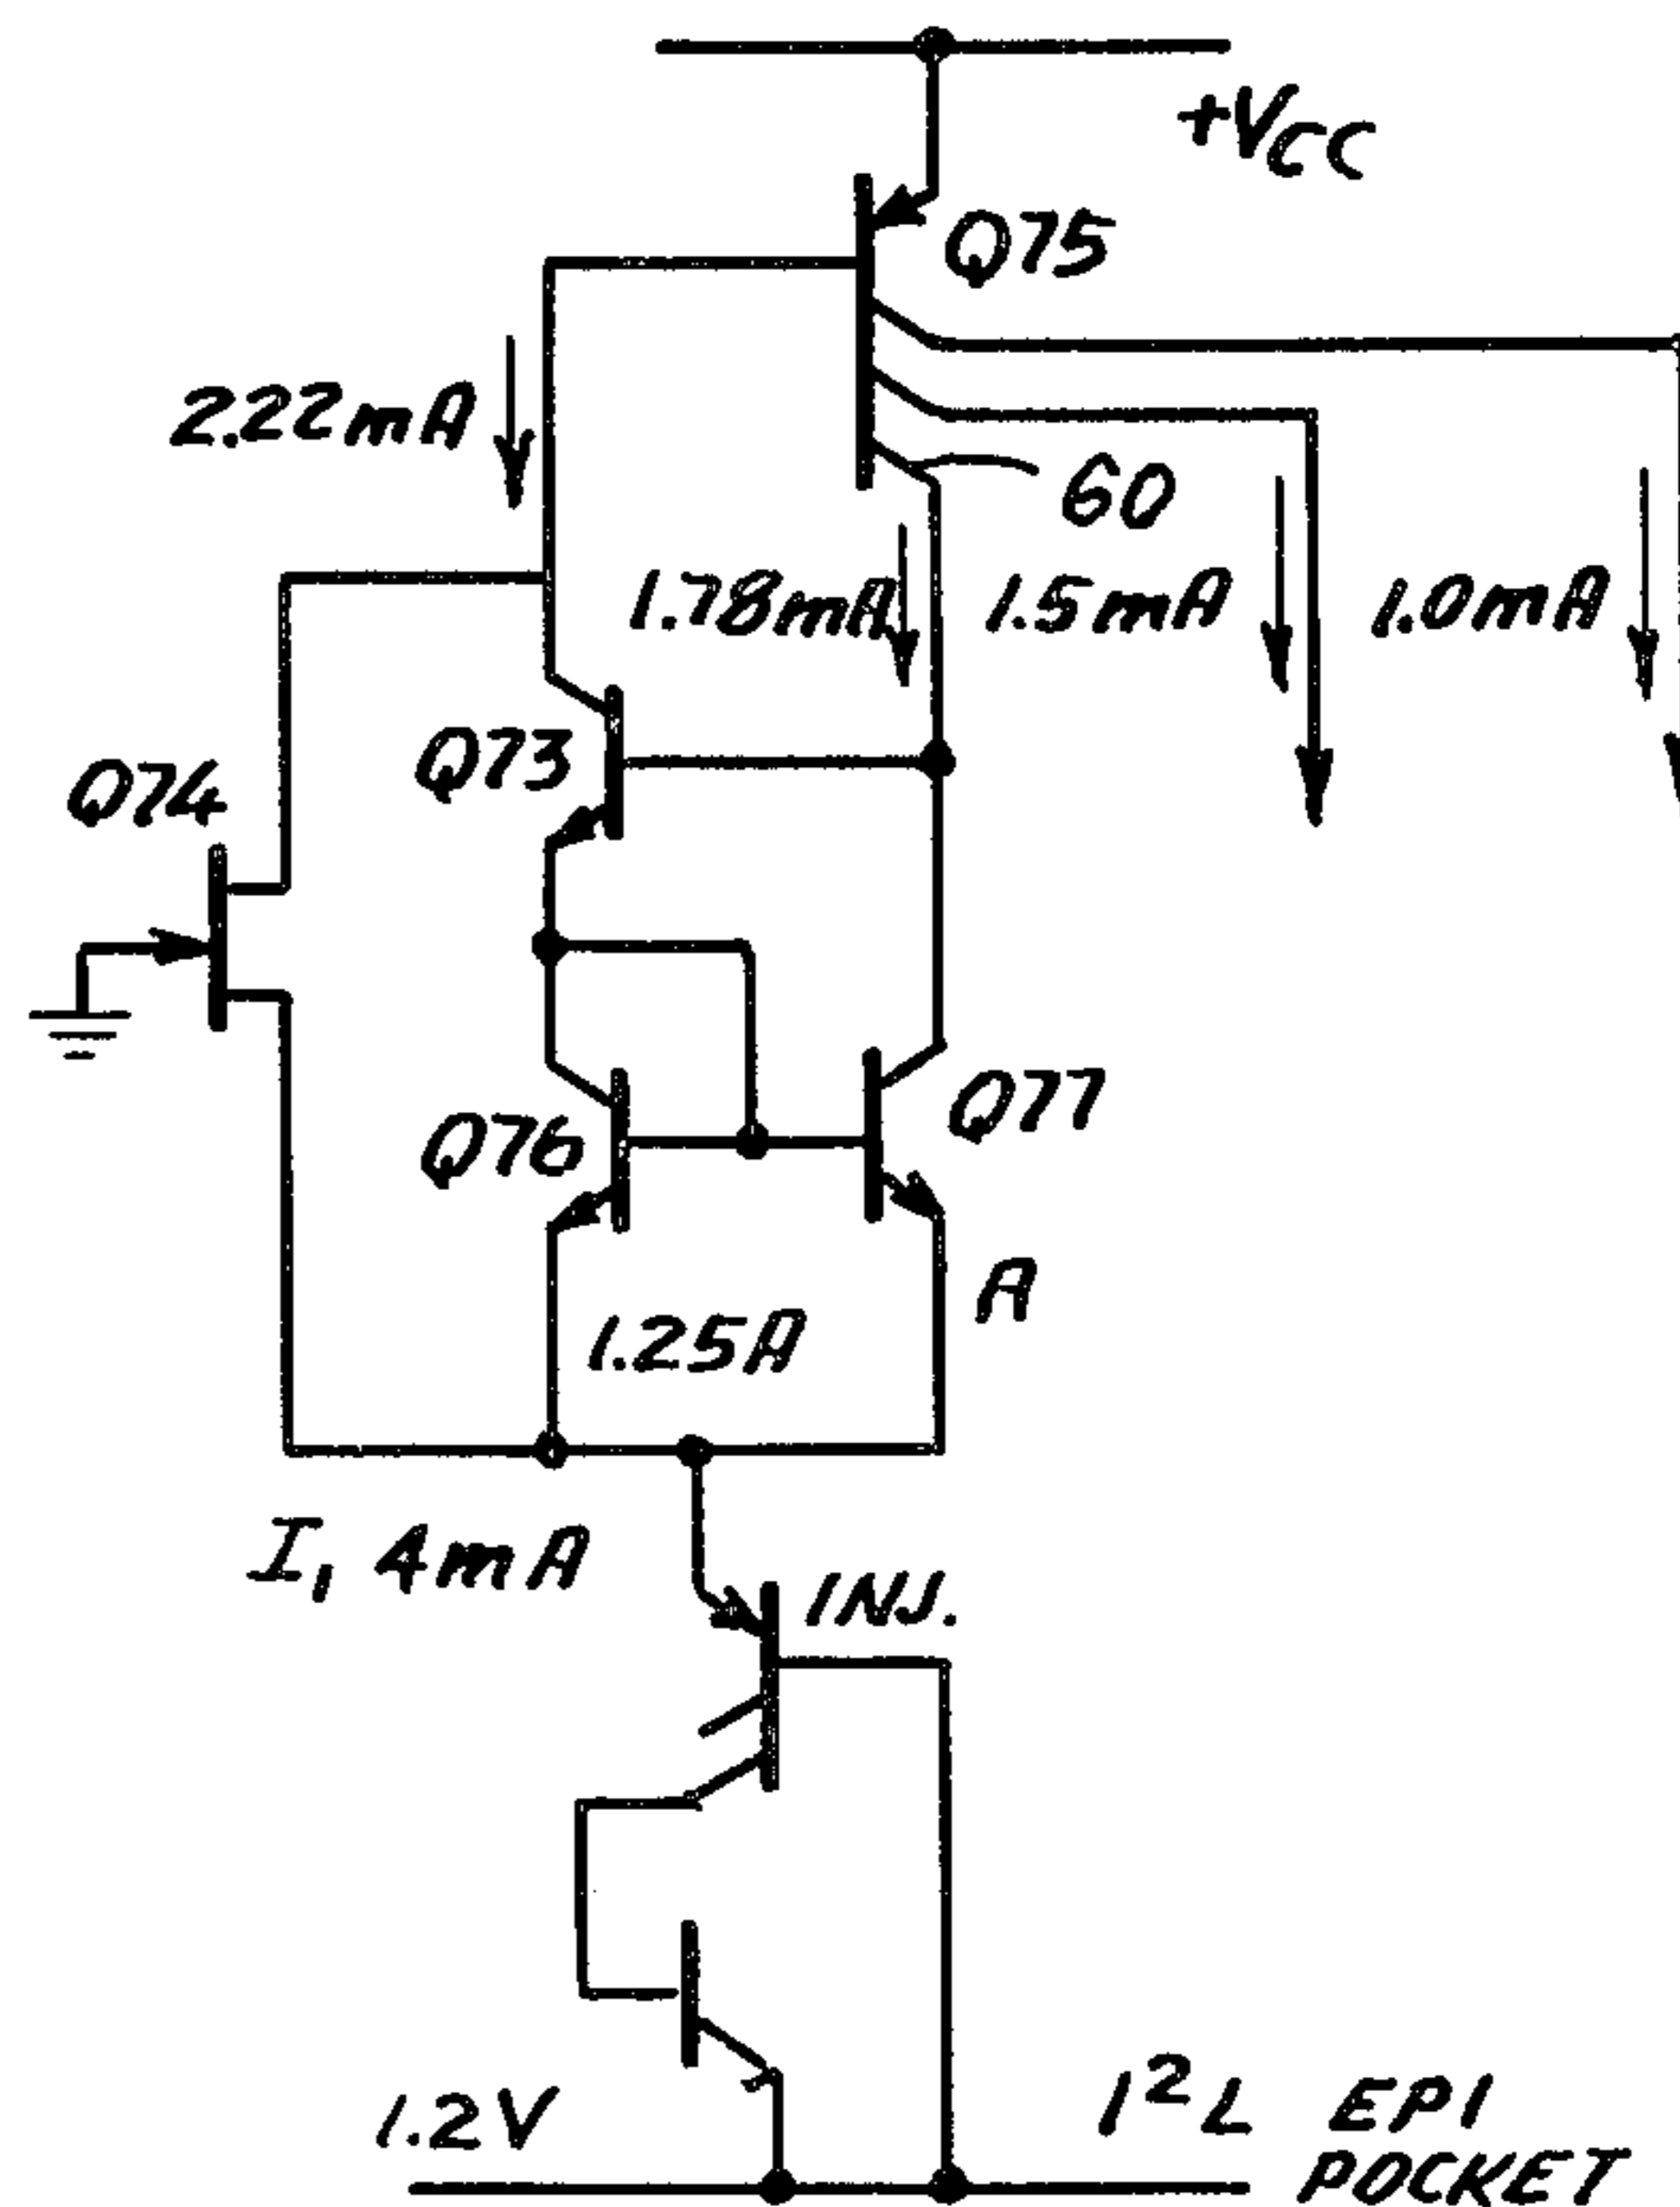 +VCC
Q75
2.22mA
60
1.78mA
1.5mA
1.0mA
Q73
Q74
Q76
Q77
A
1.25A
I, 4mA
INJ.
1.2V
I²L EPI
POCKET